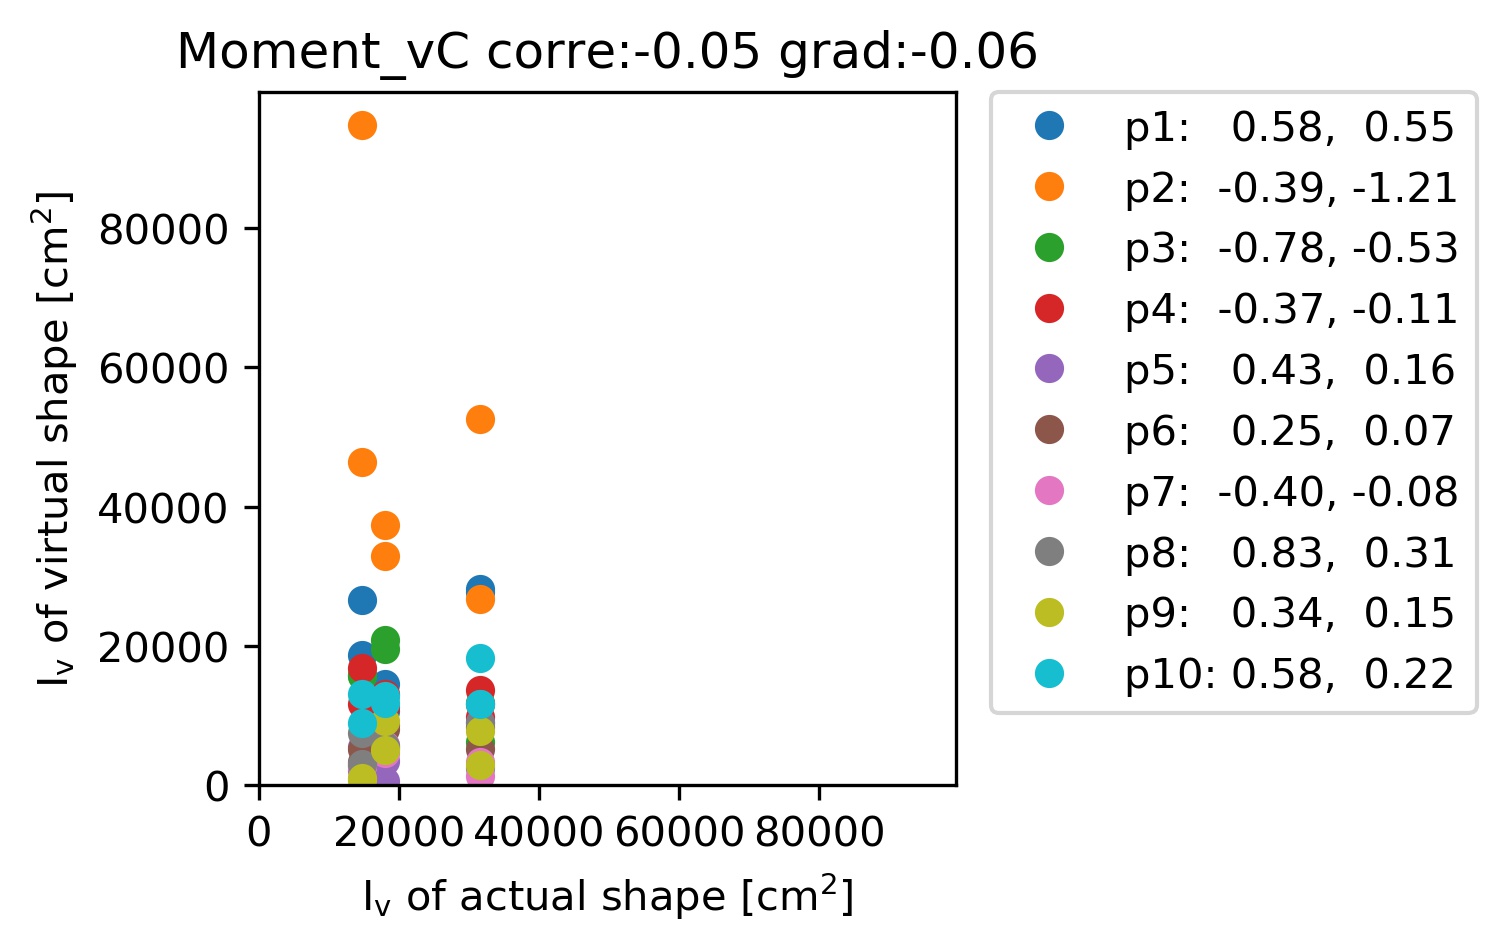 Moment_vC corre:-0.05 grad:-0.06
I_v of virtual shape [cm²]
80000
60000
40000
20000
0
0 20000 40000 60000 80000
I_v of actual shape [cm²]
p1: 0.58, 0.55
p2: -0.39, -1.21
p3: -0.78, -0.53
p4: -0.37, -0.11
p5: 0.43, 0.16
p6: 0.25, 0.07
p7: -0.40, -0.08
p8: 0.83, 0.31
p9: 0.34, 0.15
p10: 0.58, 0.22